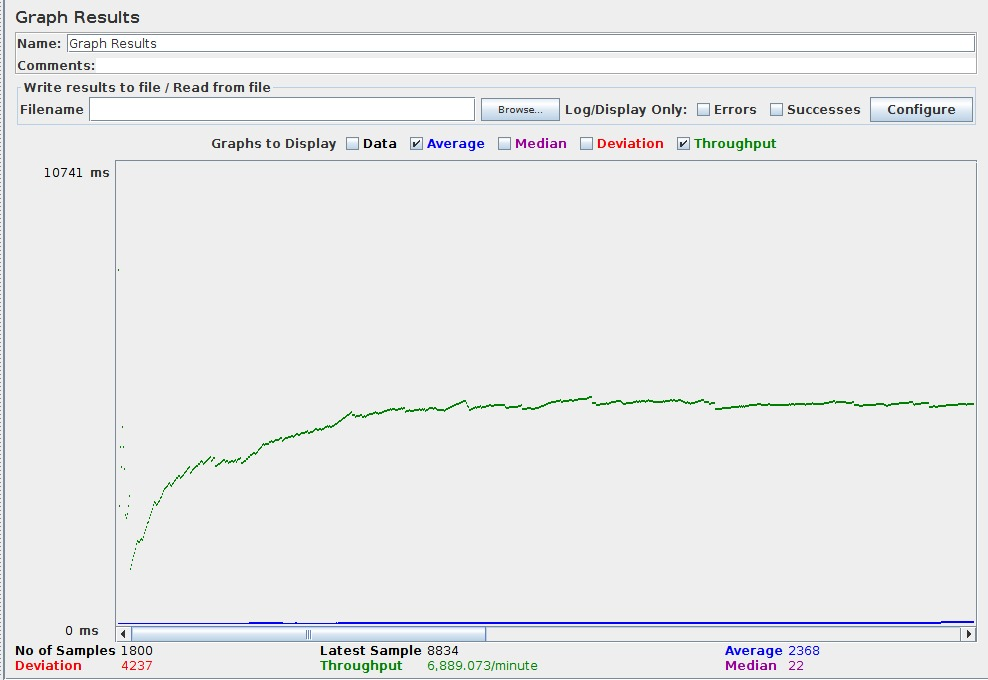 Graph Results
Name: Graph Results
Comments:
Write results to file / Read from file
Filename Browse... Log/Display Only: Errors Successes Configure
Graphs to Display Data Average Median Deviation Throughput
10741 ms
0 ms
No of Samples 1800 Latest Sample 8834 Average 2368
Deviation 4237 Throughput 6,889.073/minute Median 22